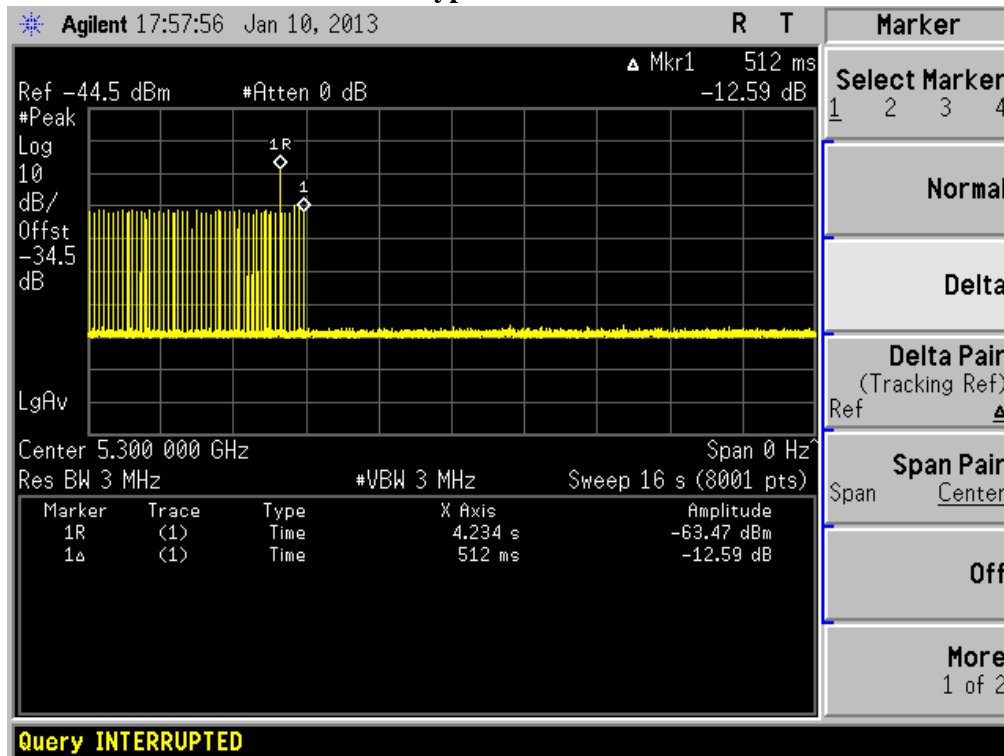 Agilent 17:57:56 Jan 10, 2013 R T
Δ Mkr1 512 ms
Ref -44.5 dBm #Atten 0 dB -12.59 dB
#Peak
Log
10
dB/
Offst
-34.5
dB
1R
1
LgAv
Center 5.300 000 GHz Span 0 Hz^
Res BW 3 MHz #VBW 3 MHz Sweep 16 s (8001 pts)
Marker Trace Type X Axis Amplitude
1R (1) Time 4.234 s -63.47 dBm
1Δ (1) Time 512 ms -12.59 dB
Query INTERRUPTED
Marker
Select Marker
1 2 3 4
Normal
Delta
Delta Pair
(Tracking Ref)
Ref Δ
Span Pair
Span Center
Off
More
1 of 2